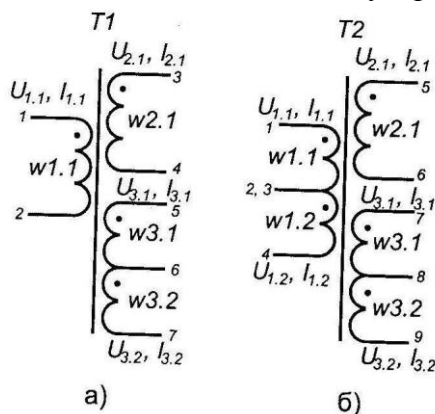 T1
U2.1, I2.1
3
U1.1, I1.1
1
w1.1
w2.1
2
4
U3.1, I3.1
5
w3.1
6
w3.2
7
U3.2, I3.2
а)
T2
U2.1, I2.1
5
U1.1, I1.1
1
w1.1
w2.1
2, 3
6
U3.1, I3.1
7
w1.2
w3.1
4
U1.2, I1.2
8
w3.2
9
U3.2, I3.2
б)